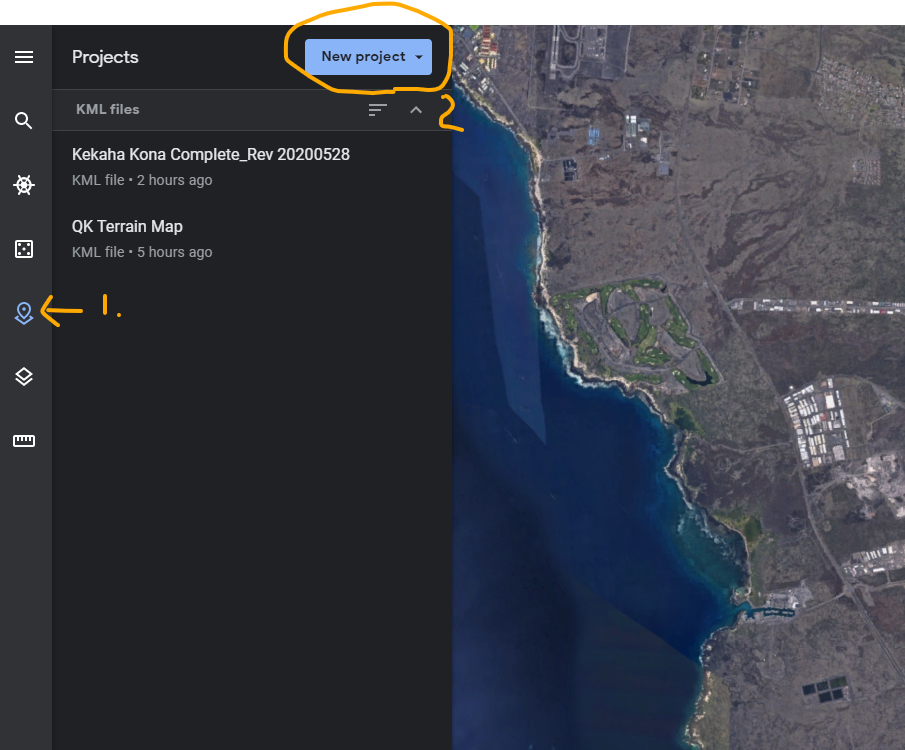 Projects
New project
KML files
2
Kekaha Kona Complete_Rev 20200528
KML file • 2 hours ago
QK Terrain Map
KML file • 5 hours ago
1.